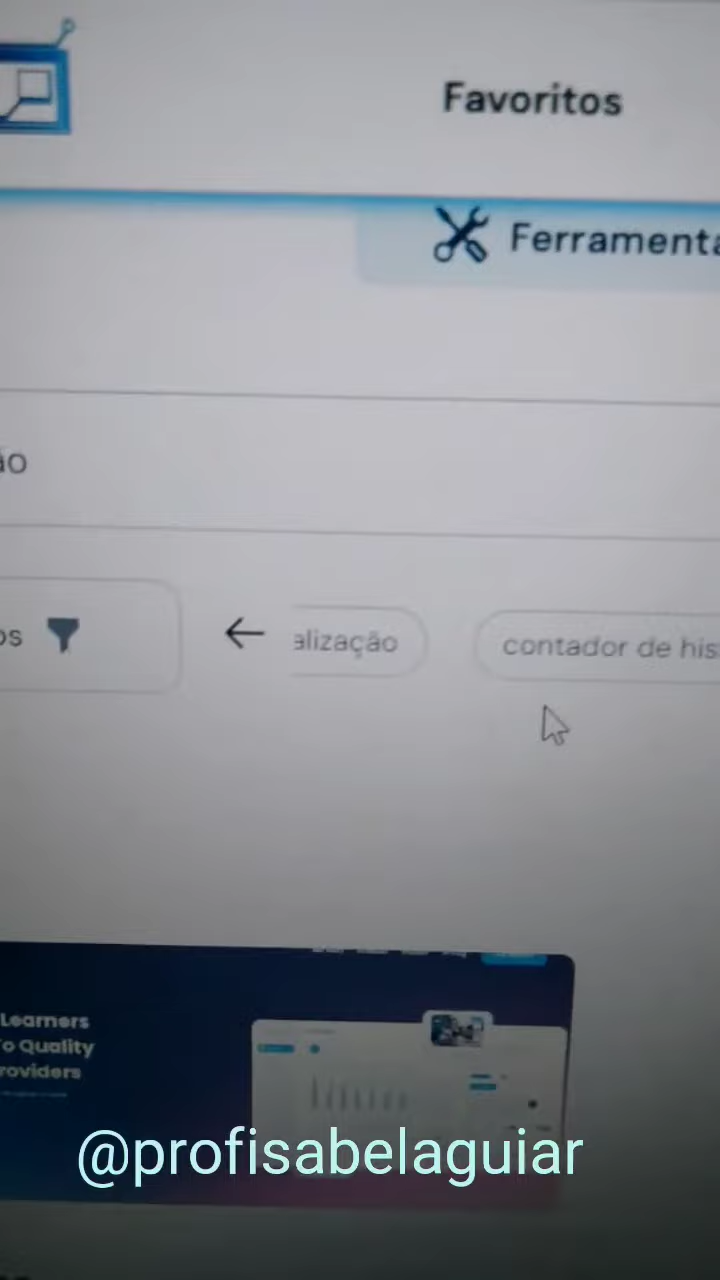 Favoritos
Ferramenta
ão
os
alização
contador de his
Learners
o Quality
roviders
@profisabelaguiar